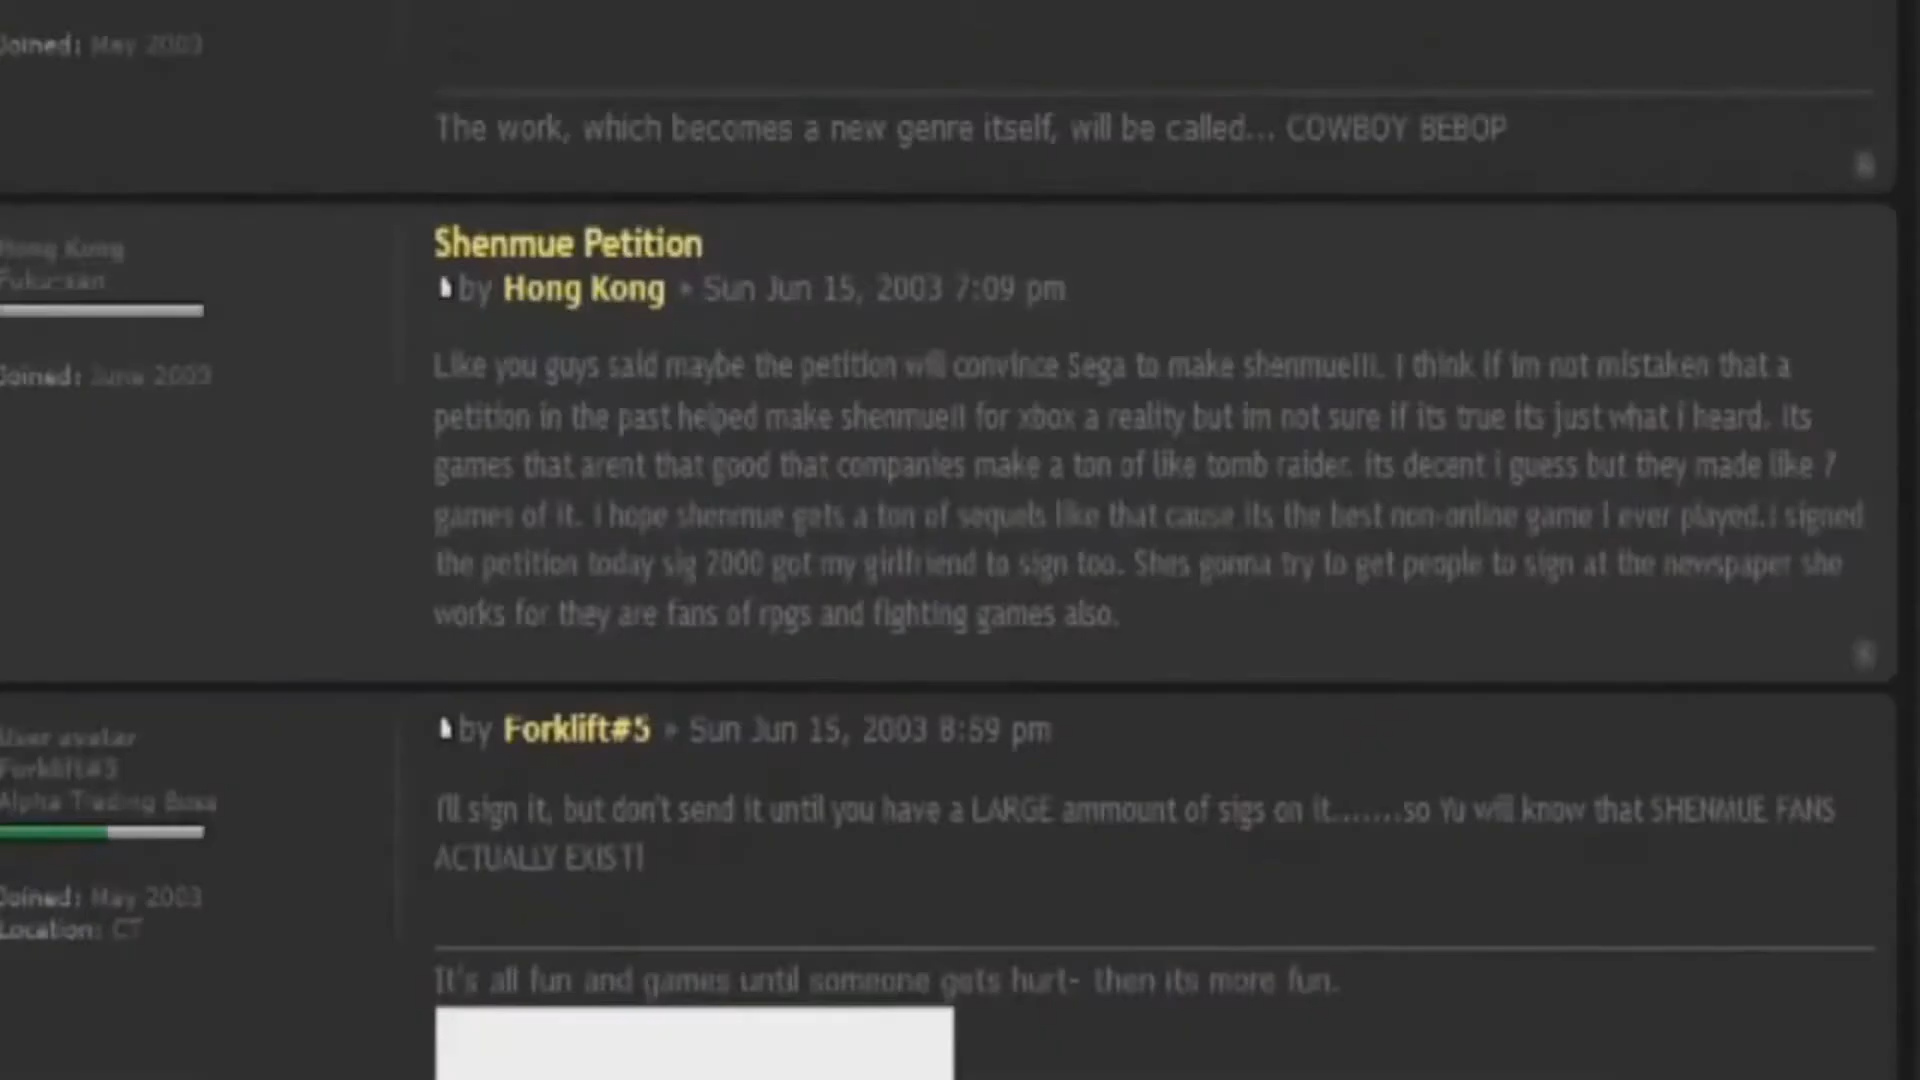 Joined: May 2003
The work, which becomes a new genre itself, will be called... COWBOY BEBOP
Hong Kong
Fuku-san
Joined: June 2003
Shenmue Petition
by Hong Kong » Sun Jun 15, 2003 7:09 pm
Like you guys said maybe the petition will convince Sega to make shenmueIII. I think if im not mistaken that a
petition in the past helped make shenmueII for xbox a reality but im not sure if its true its just what i heard. Its
games that arent that good that companies make a ton of like tomb raider. its decent i guess but they made like 7
games of it. I hope shenmue gets a ton of sequels like that cause its the best non-online game i ever played.i signed
the petition today sig 2000 got my girlfriend to sign too. Shes gonna try to get people to sign at the newspaper she
works for they are fans of rpgs and fighting games also.
User avatar
Forklift#5
Alpha Trading Boss
Joined: May 2003
Location: CT
by Forklift#5 » Sun Jun 15, 2003 8:59 pm
I'll sign it, but don't send it until you have a LARGE ammount of sigs on it.......so Yu will know that SHENMUE FANS
ACTUALLY EXIST!
It's all fun and games until someone gets hurt- then its more fun.